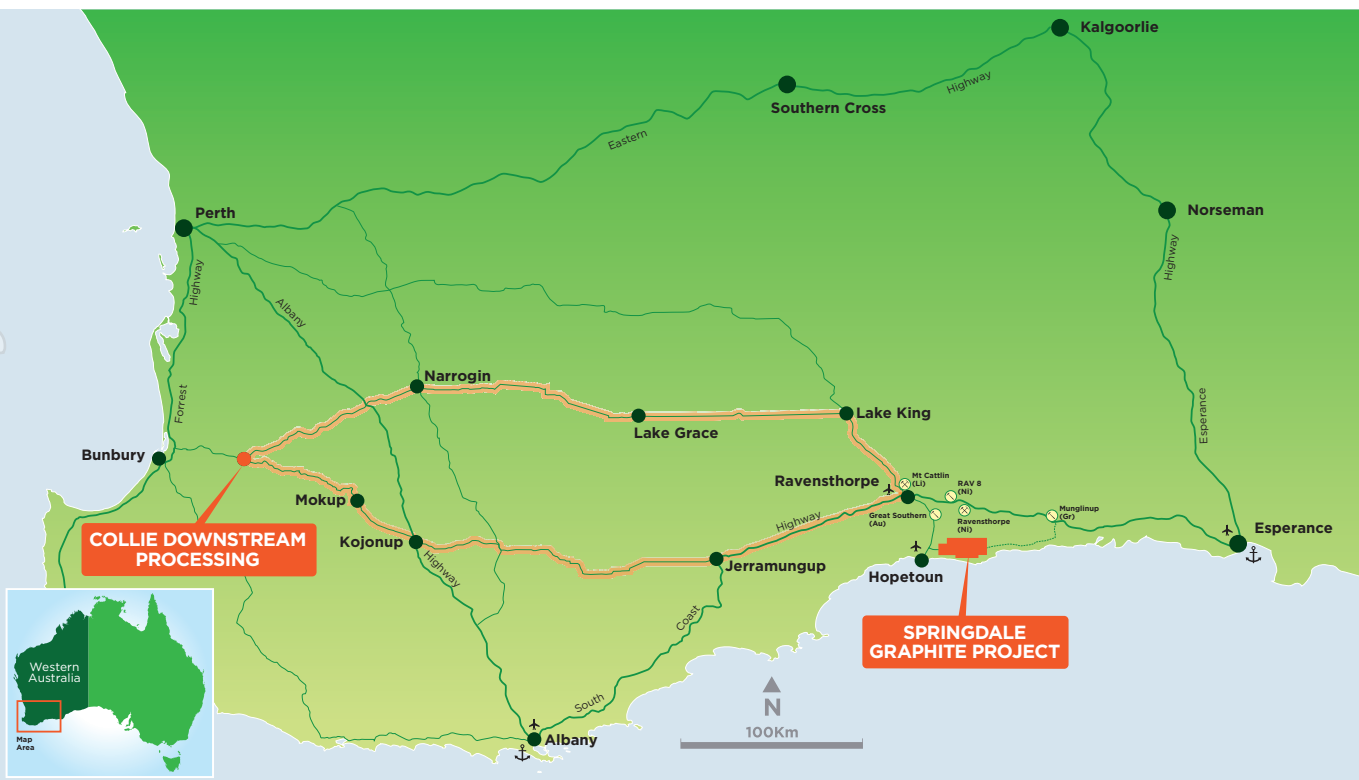 Kalgoorlie
Highway
Southern Cross
Eastern
Perth
Norseman
Highway
Highway
Albany
Narrogin
Forrest
Lake King
Lake Grace
Esperance
Bunbury
Ravensthorpe
Mt Cattlin
(Li)
RAV 8
(Ni)
Mokup
Great Southern
(Au)
Ravensthorpe
(Ni)
Munglinup
(Gr)
Highway
Esperance
COLLIE DOWNSTREAM
PROCESSING
Kojonup
Highway
Jerramungup
Hopetoun
Coast
SPRINGDALE
GRAPHITE PROJECT
Western
Australia
Map
Area
South
N
100Km
Albany